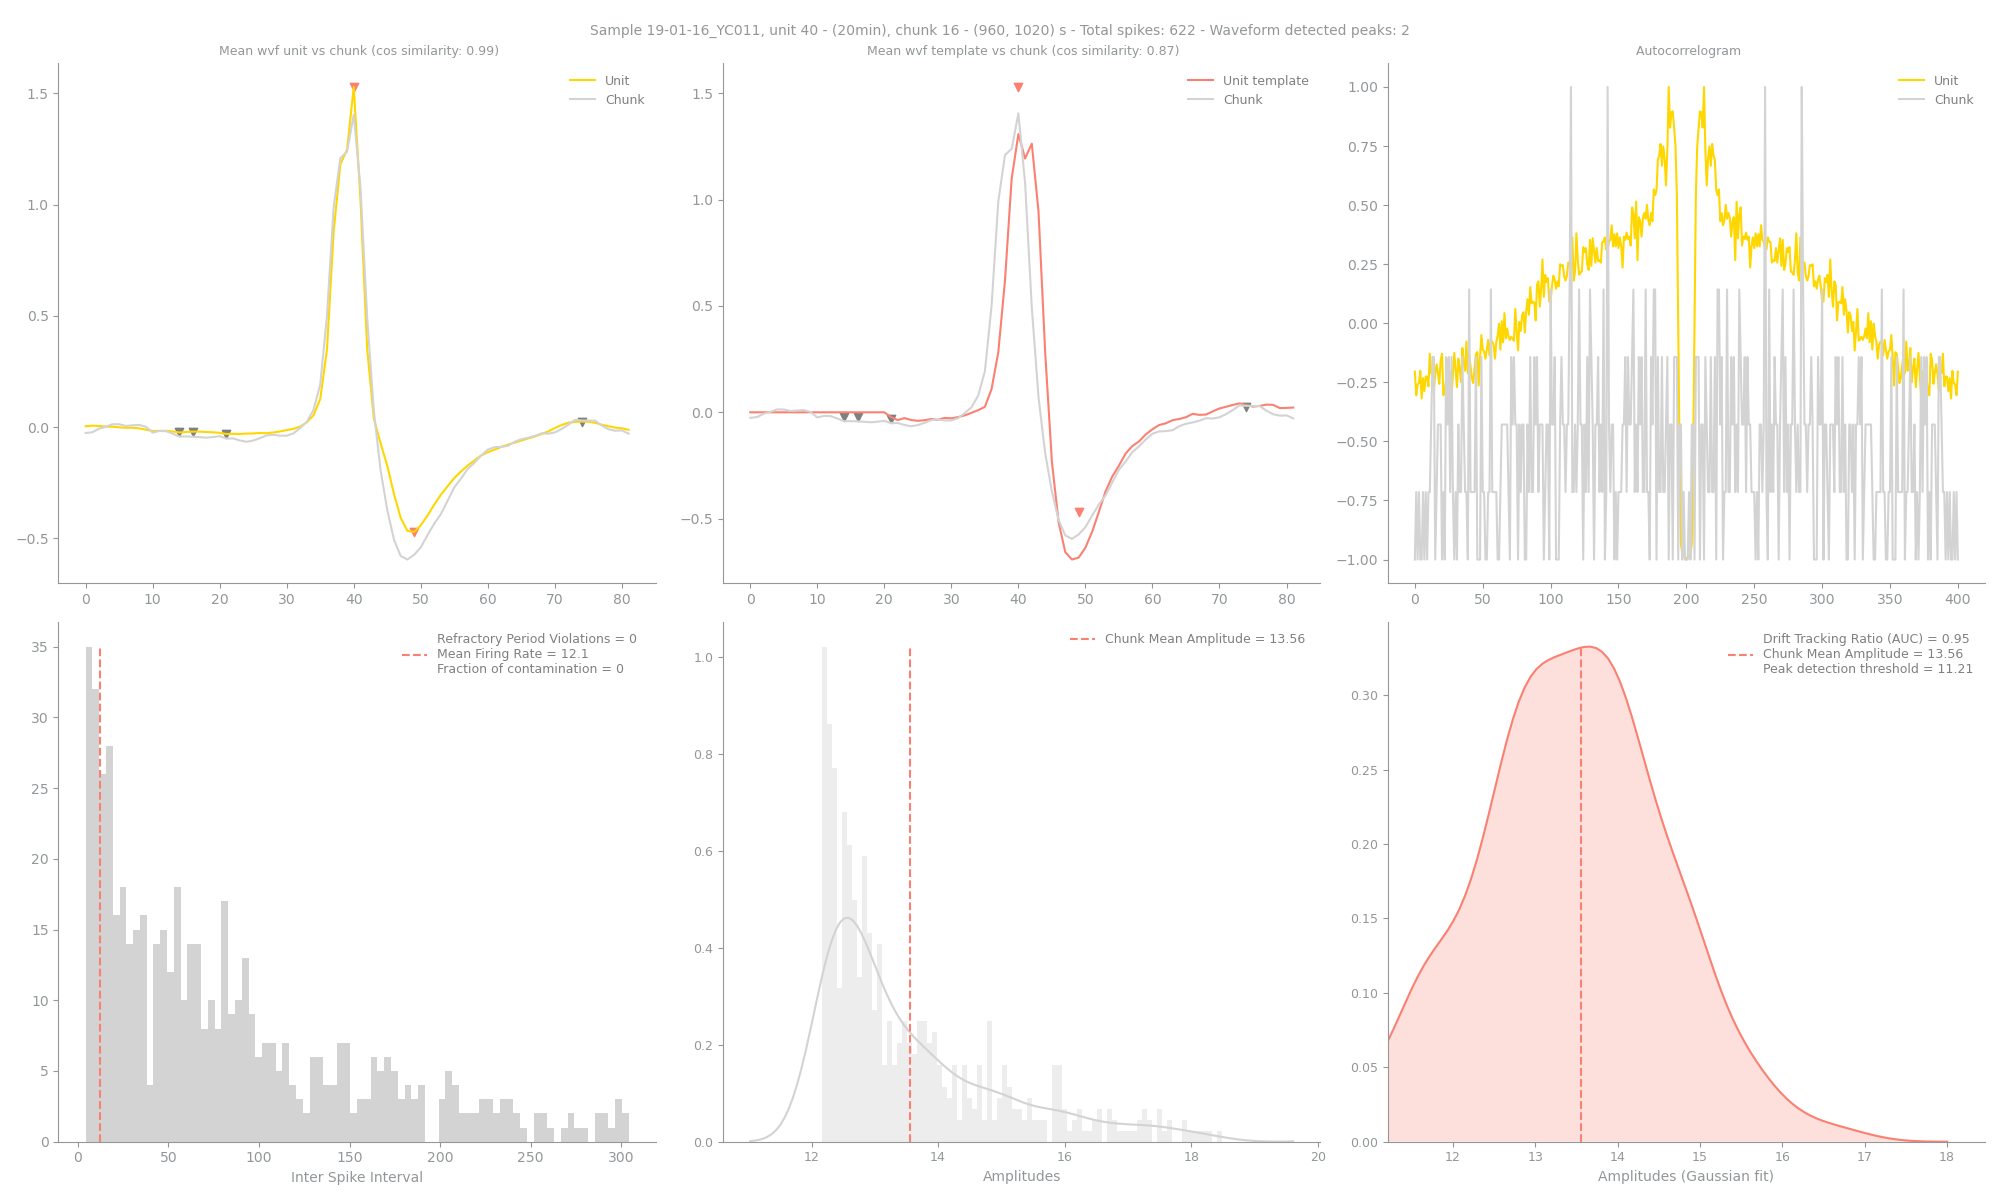 Sample 19-01-16_YC011, unit 40 - (20min), chunk 16 - (960, 1020) s - Total spikes: 622 - Waveform detected peaks: 2
Mean wvf unit vs chunk (cos similarity: 0.99)
Unit
Chunk
1.5
1.0
0.5
0.0
−0.5
0 10 20 30 40 50 60 70 80
Mean wvf template vs chunk (cos similarity: 0.87)
Unit template
Chunk
1.5
1.0
0.5
0.0
−0.5
0 10 20 30 40 50 60 70 80
Autocorrelogram
Unit
Chunk
1.00
0.75
0.50
0.25
0.00
−0.25
−0.50
−0.75
−1.00
0 50 100 150 200 250 300 350 400
Refractory Period Violations = 0
Mean Firing Rate = 12.1
Fraction of contamination = 0
35
30
25
20
15
10
5
0
0 50 100 150 200 250 300
Inter Spike Interval
Chunk Mean Amplitude = 13.56
1.0
0.8
0.6
0.4
0.2
0.0
12 14 16 18 20
Amplitudes
Drift Tracking Ratio (AUC) = 0.95
Chunk Mean Amplitude = 13.56
Peak detection threshold = 11.21
0.30
0.25
0.20
0.15
0.10
0.05
0.00
12 13 14 15 16 17 18
Amplitudes (Gaussian fit)